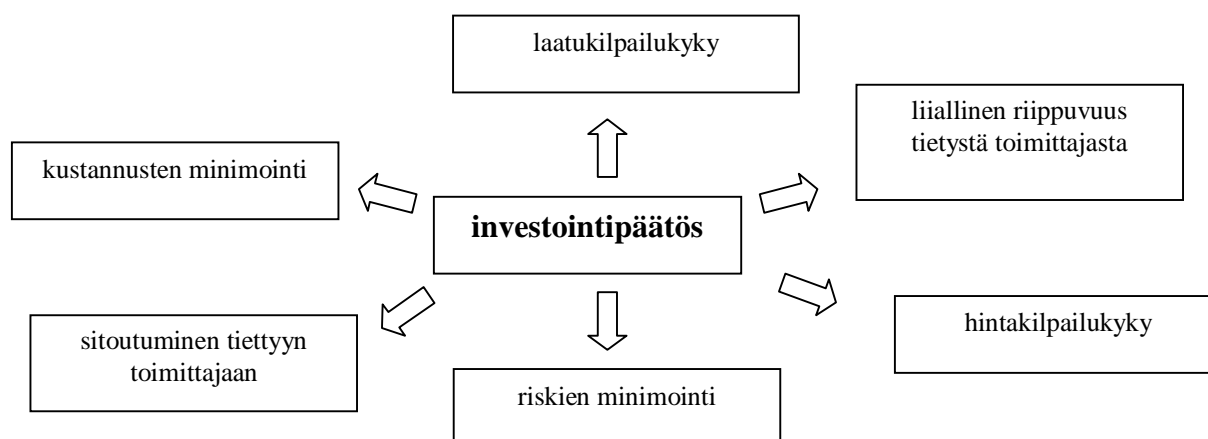 laatukilpailukyky
liiallinen riippuvuus
tietystä toimittajasta
kustannusten minimointi
investointipäätös
sitoutuminen tiettyyn
toimittajaan
hintakilpailukyky
riskien minimointi